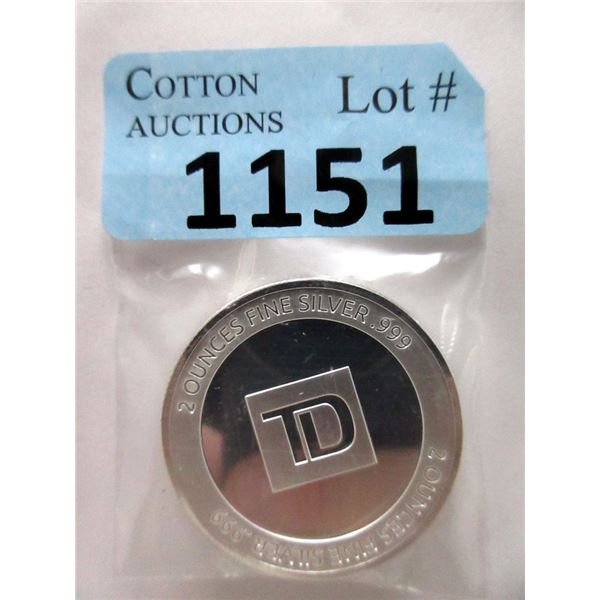 COTTON
AUCTIONS
Lot #
1151
2 OUNCES FINE SILVER .999
TD
2 OUNCES FINE SILVER .999